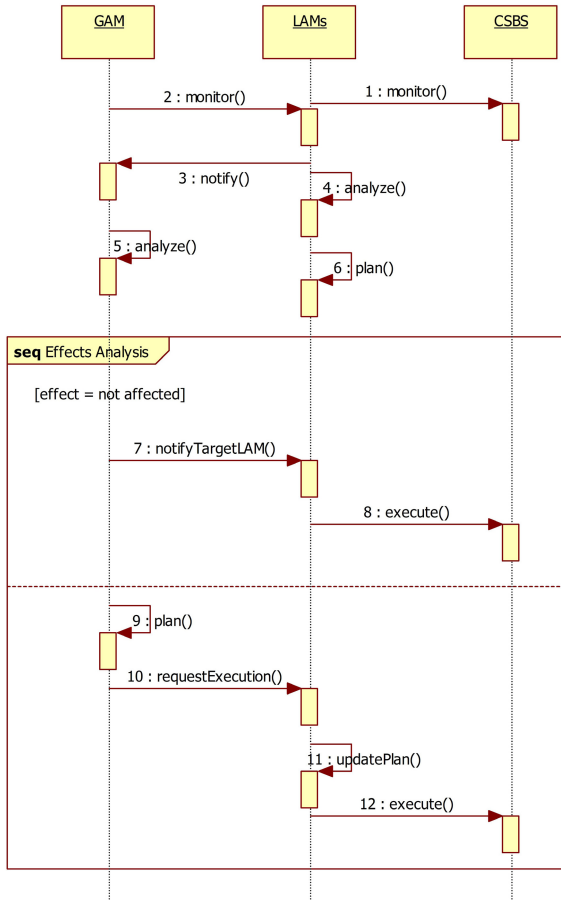 GAM
LAMs
CSBS
1 : monitor()
2 : monitor()
3 : notify()
4 : analyze()
5 : analyze()
6 : plan()
seq Effects Analysis
[effect = not affected]
7 : notifyTargetLAM()
8 : execute()
9 : plan()
10 : requestExecution()
11 : updatePlan()
12 : execute()